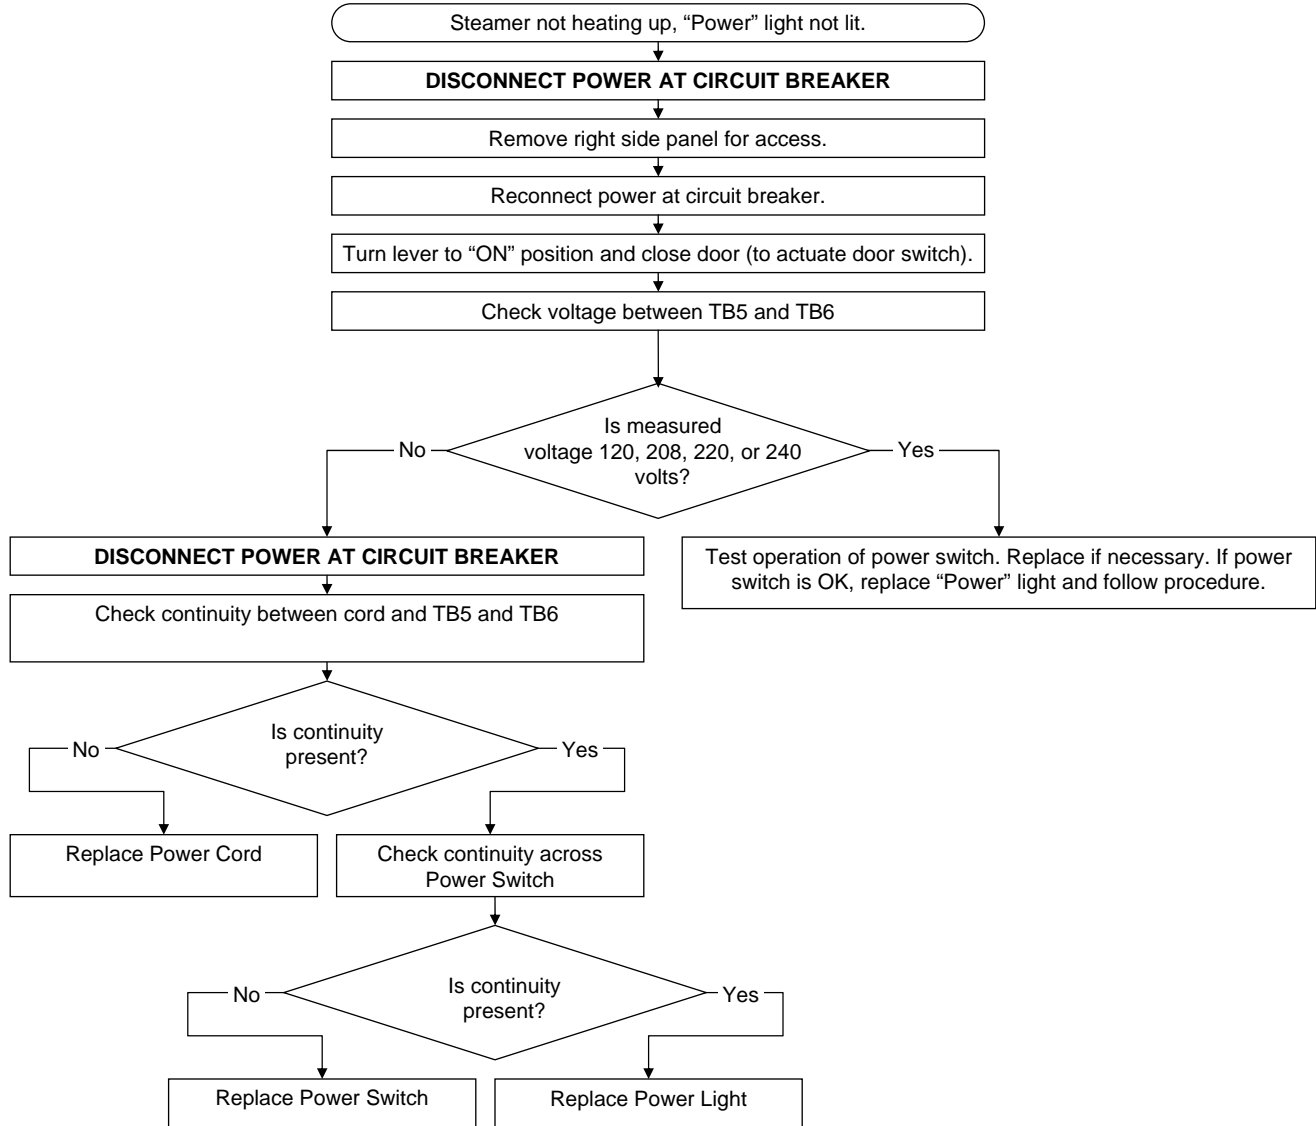 Steamer not heating up, “Power” light not lit.
DISCONNECT POWER AT CIRCUIT BREAKER
Remove right side panel for access.
Reconnect power at circuit breaker.
Turn lever to “ON” position and close door (to actuate door switch).
Check voltage between TB5 and TB6
Is measured
voltage 120, 208, 220, or 240
volts?
No
Yes
DISCONNECT POWER AT CIRCUIT BREAKER
Test operation of power switch. Replace if necessary. If power
switch is OK, replace “Power” light and follow procedure.
Check continuity between cord and TB5 and TB6
Is continuity
present?
No
Yes
Replace Power Cord
Check continuity across
Power Switch
Is continuity
present?
No
Yes
Replace Power Switch
Replace Power Light